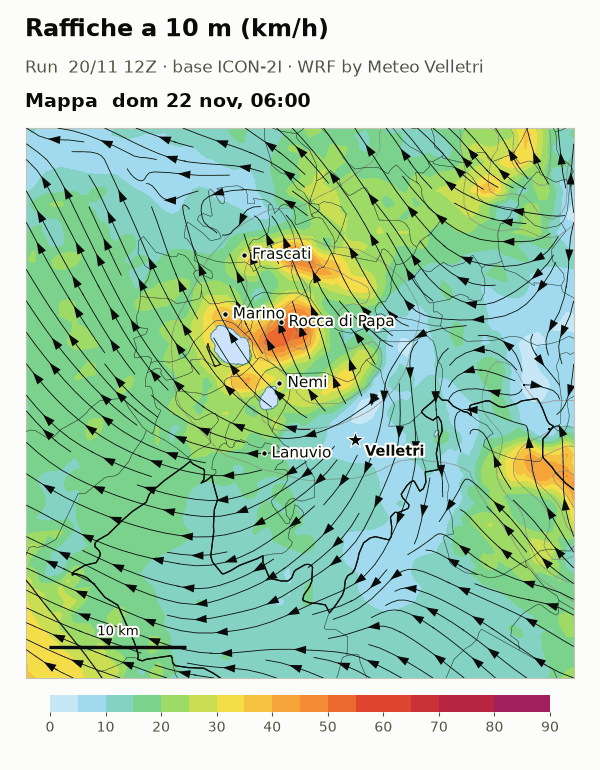 Raffiche a 10 m (km/h)
Run  20/11 12Z · base ICON-2I · WRF by Meteo Velletri
Mappa  dom 22 nov, 06:00
Frascati
Marino
Rocca di Papa
Nemi
Velletri
Lanuvio
10 km
0 10 20 30 40 50 60 70 80 90